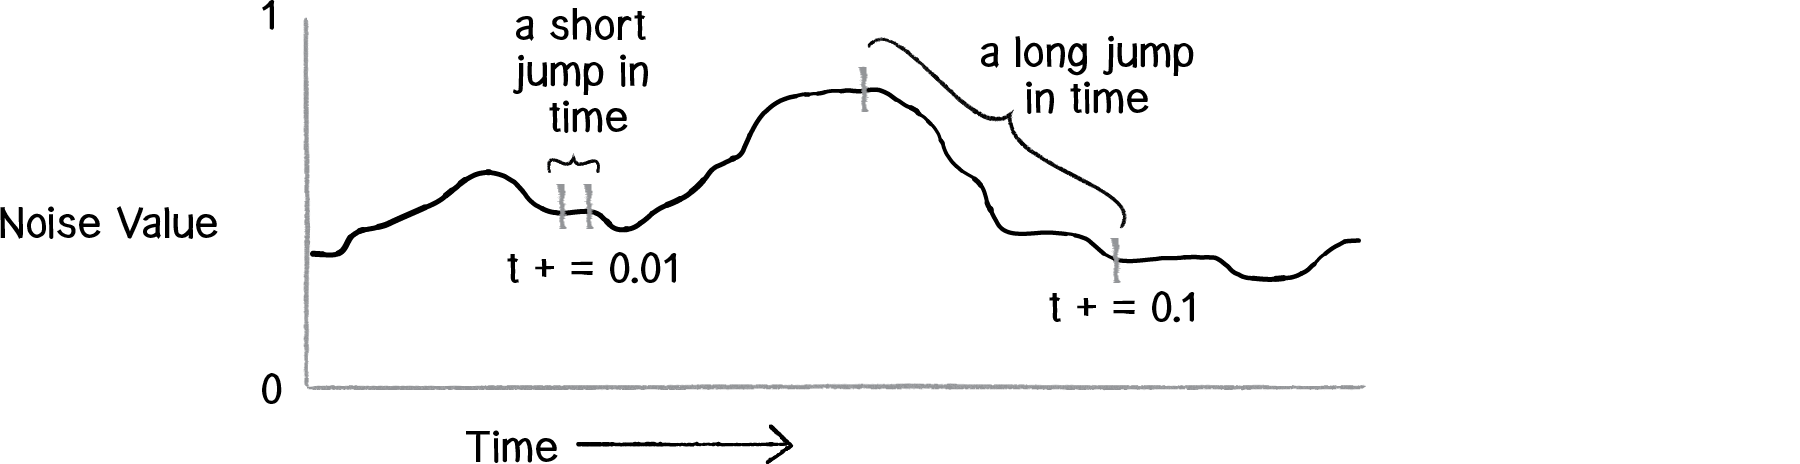 1
a short
jump in
time
a long jump
in time
Noise Value
t + = 0.01
t + = 0.1
0
Time